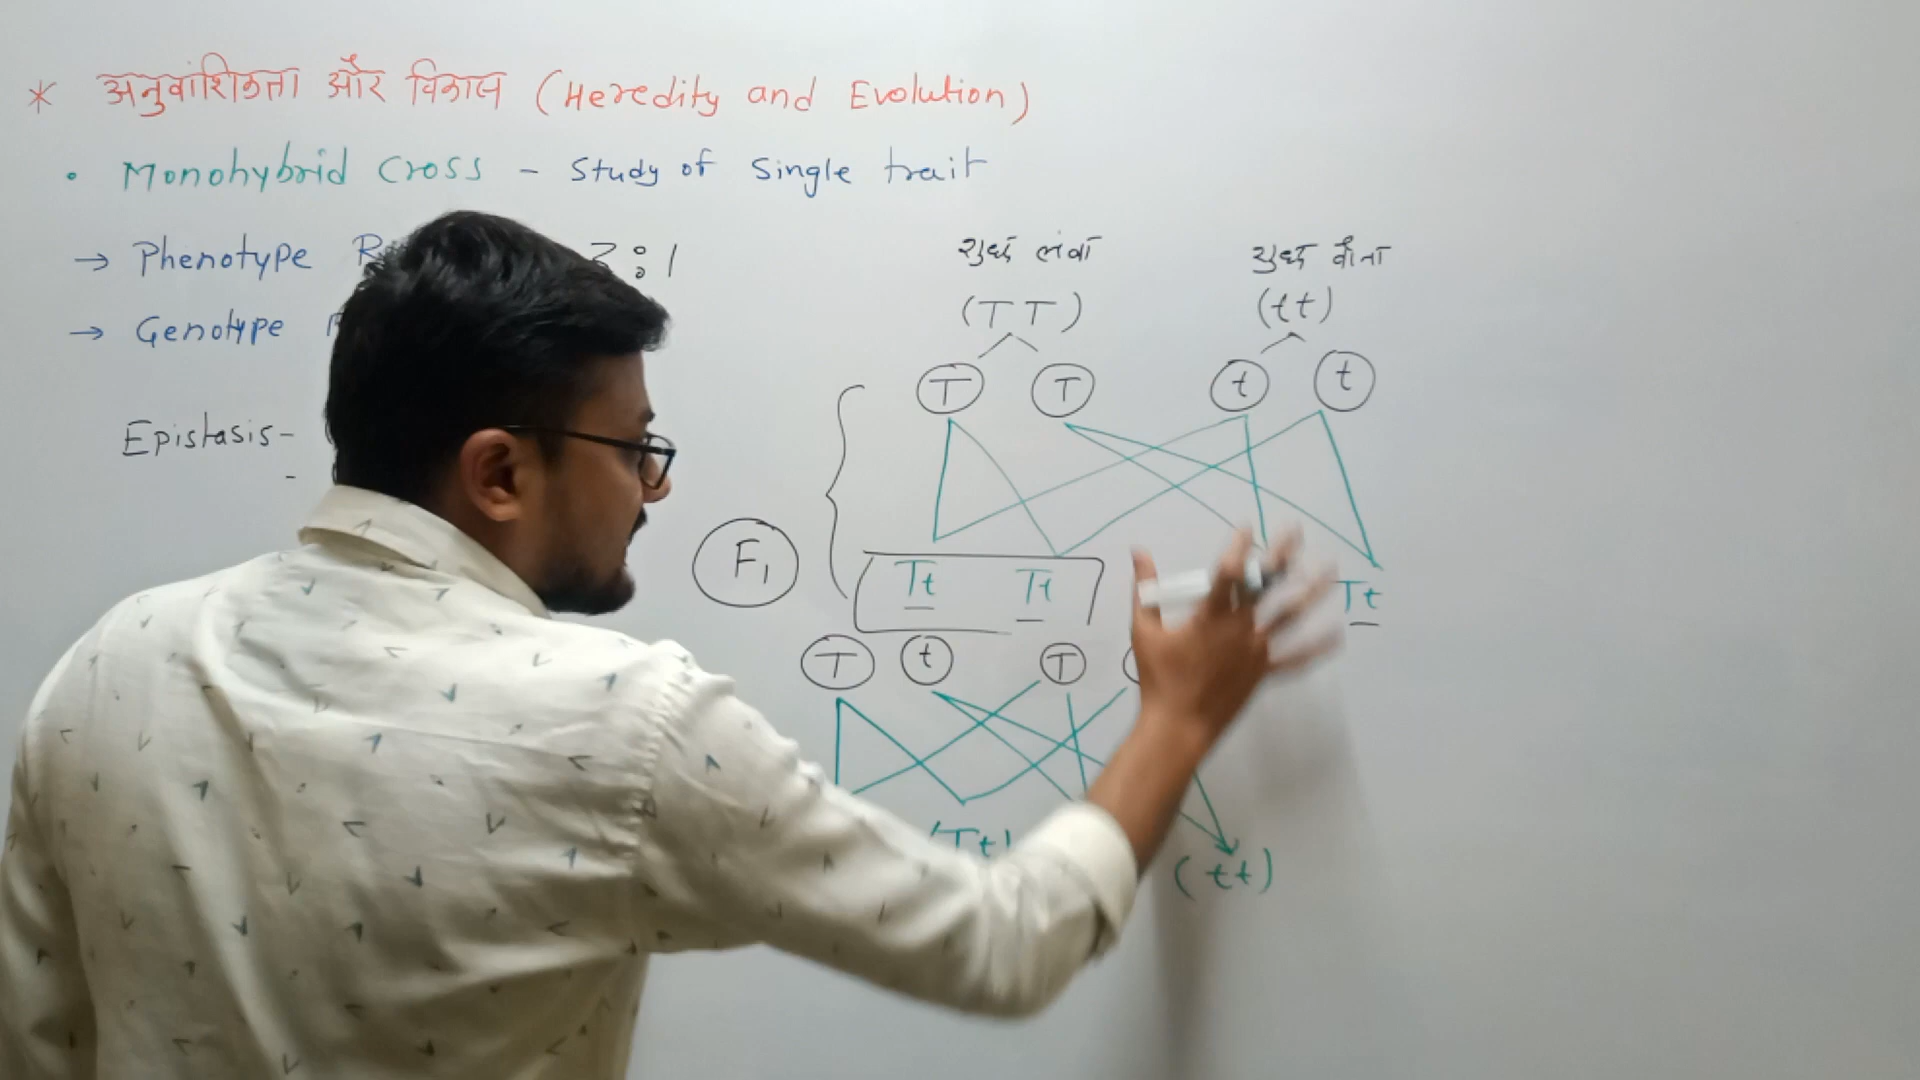 * अनुवांशिकता और विकास (Heredity and Evolution)
• Monohybrid Cross - Study of Single trait
→ Phenotype 3:1
→ Genotype
Epistasis-
-
शुद्ध लंबा शुद्ध बौना
(TT) (tt)
T T t t
F₁
Tt Tt Tt
T t T
(Tt) (tt)